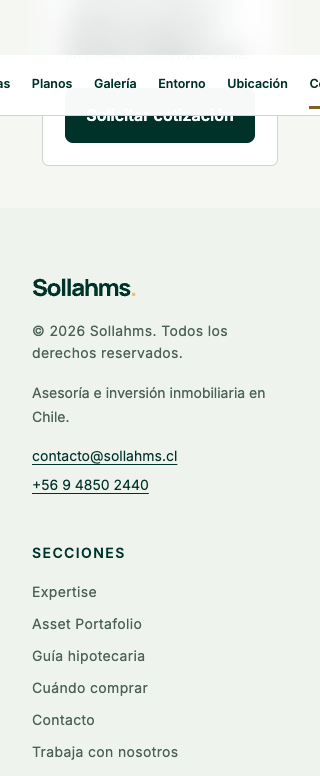 Planos Galería Entorno Ubicación
Solicitar cotización
Sollahms.
© 2026 Sollahms. Todos los
derechos reservados.
Asesoría e inversión inmobiliaria en
Chile.
contacto@sollahms.cl
+56 9 4850 2440
SECCIONES
Expertise
Asset Portafolio
Guía hipotecaria
Cuándo comprar
Contacto
Trabaja con nosotros